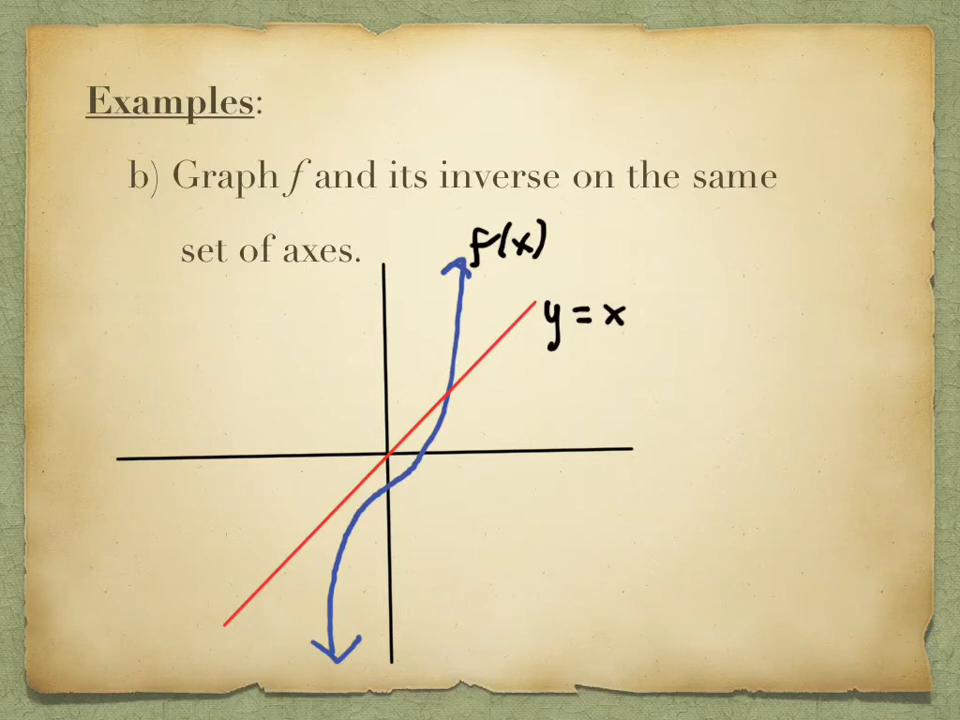 Examples:
b) Graph f and its inverse on the same
set of axes.
f(x)
y = x